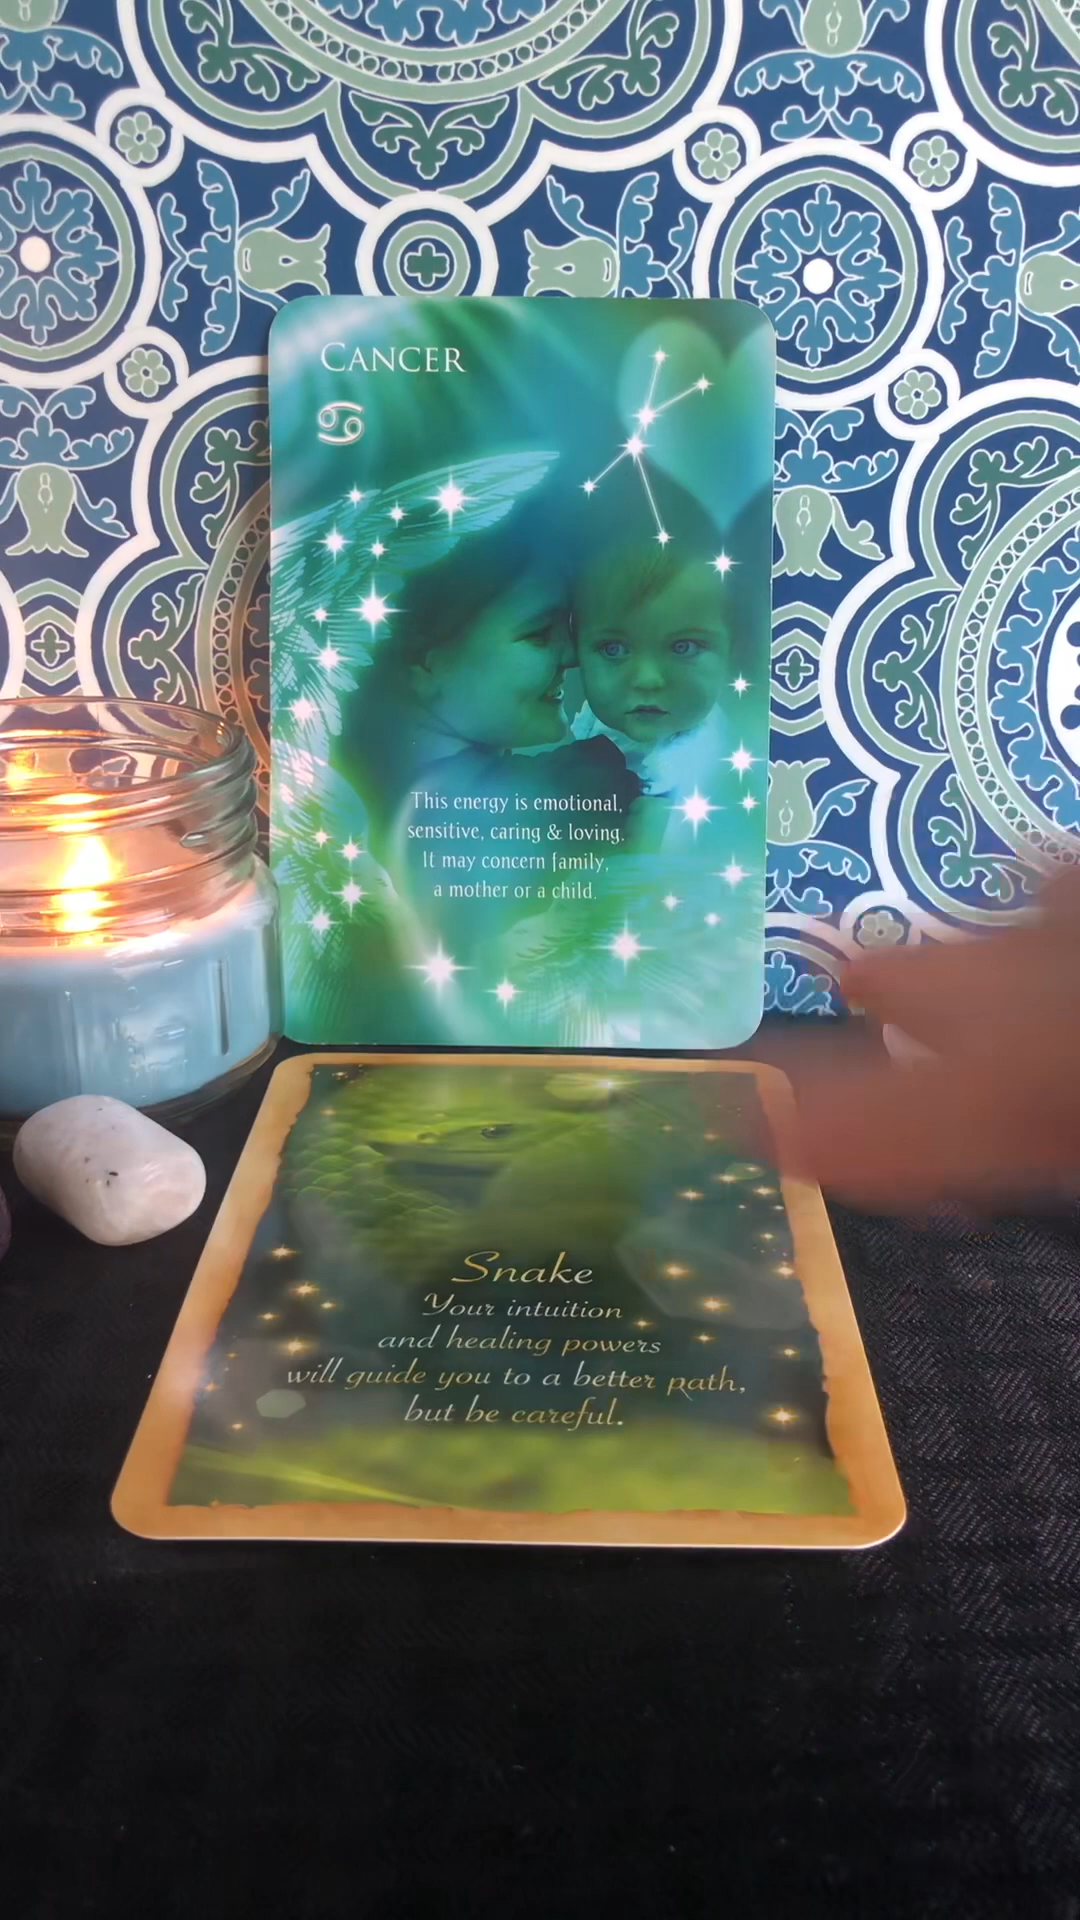 CANCER
♋
This energy is emotional,
sensitive, caring & loving.
It may concern family,
a mother or a child.
Snake
Your intuition
and healing powers
will guide you to a better path,
but be careful.